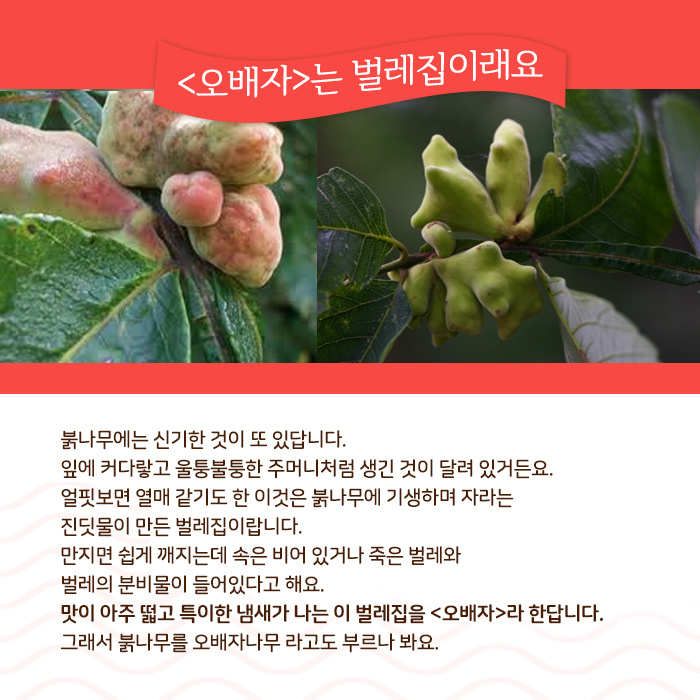 <오배자>는 벌레집이래요
붉나무에는 신기한 것이 또 있답니다.
잎에 커다랗고 울퉁불퉁한 주머니처럼 생긴 것이 달려 있거든요.
얼핏보면 열매 같기도 한 이것은 붉나무에 기생하며 자라는
진딧물이 만든 벌레집이랍니다.
만지면 쉽게 깨지는데 속은 비어 있거나 죽은 벌레와
벌레의 분비물이 들어있다고 해요.
맛이 아주 떫고 특이한 냄새가 나는 이 벌레집을 <오배자>라 한답니다.
그래서 붉나무를 오배자나무 라고도 부르나 봐요.